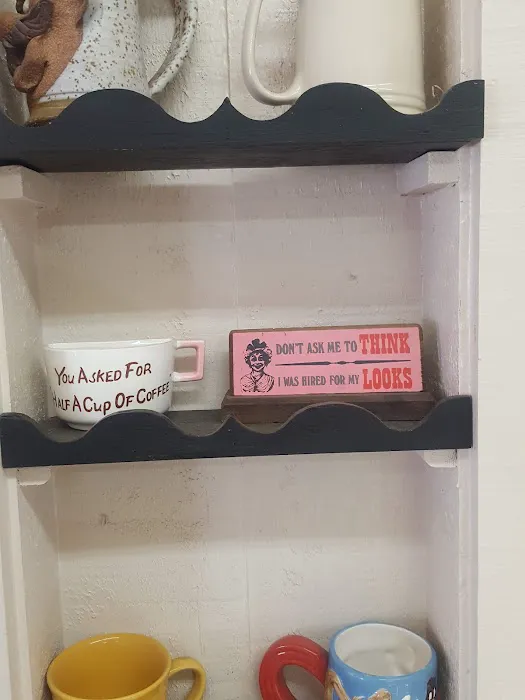 You Asked For
Half A Cup Of Coffee
DON'T ASK ME TO THINK
I WAS HIRED FOR MY LOOKS